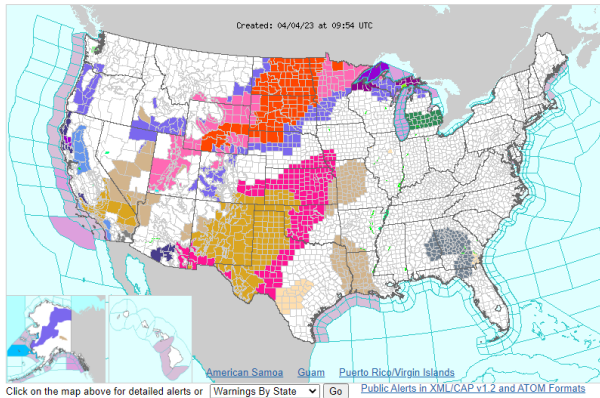 Created: 04/04/23 at 09:54 UTC
American Samoa Guam Puerto Rico/Virgin Islands
Click on the map above for detailed alerts or Warnings By State Go Public Alerts in XML/CAP v1.2 and ATOM Formats